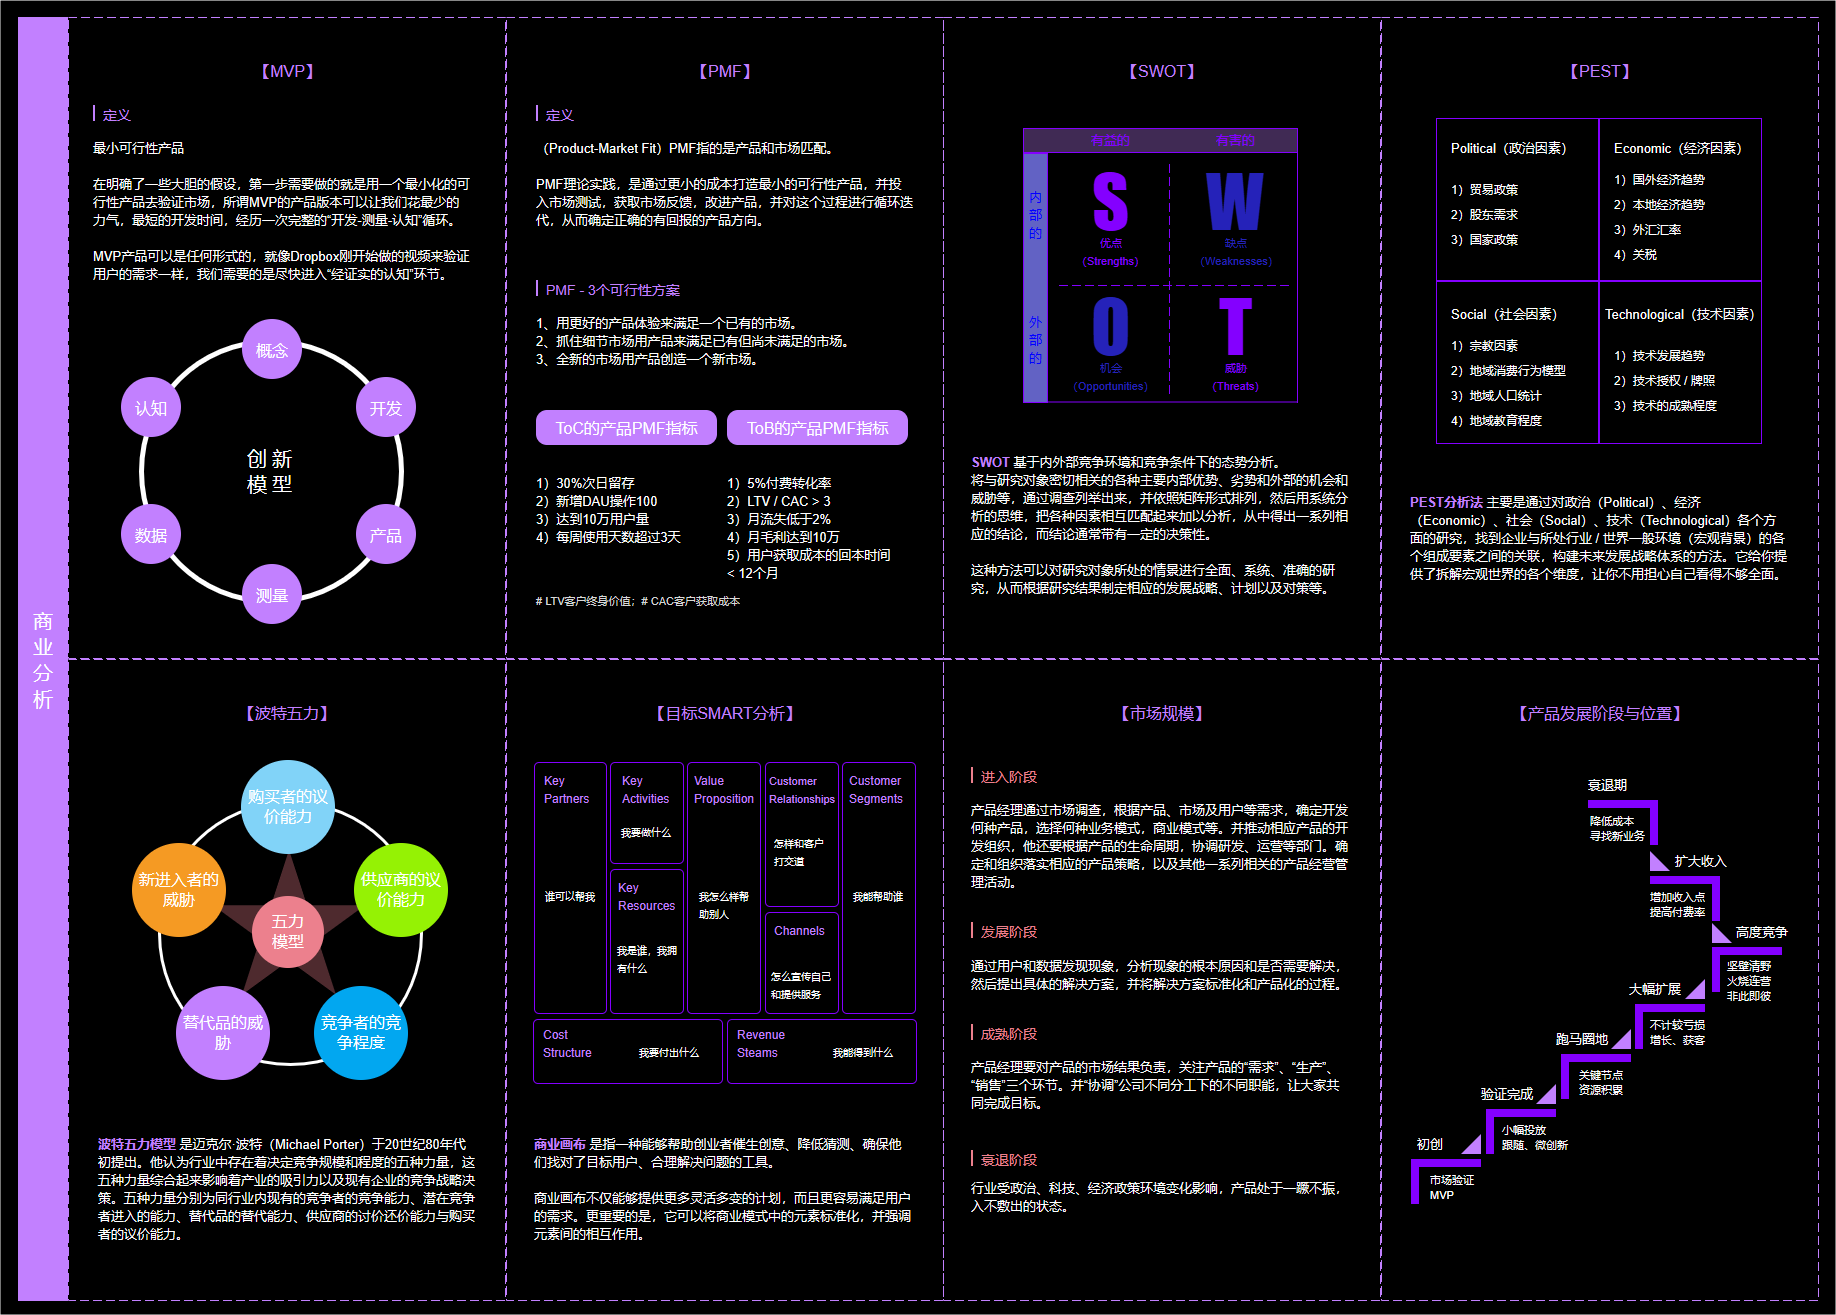 商
业
分
析
【MVP】
定义
最小可行性产品
在明确了一些大胆的假设，第一步需要做的就是用一个最小化的可
行性产品去验证市场，所谓MVP的产品版本可以让我们花最少的
力气，最短的开发时间，经历一次完整的“开发-测量-认知”循环。
MVP产品可以是任何形式的，就像Dropbox刚开始做的视频来验证
用户的需求一样，我们需要的是尽快进入“经证实的认知”环节。
概念
认知
开发
创新
模型
数据
产品
测量
【PMF】
定义
（Product-Market Fit）PMF指的是产品和市场匹配。
PMF理论实践，是通过更小的成本打造最小的可行性产品，并投
入市场测试，获取市场反馈，改进产品，并对这个过程进行循环迭
代，从而确定正确的有回报的产品方向。
PMF - 3个可行性方案
1、用更好的产品体验来满足一个已有的市场。
2、抓住细节市场用产品来满足已有但尚未满足的市场。
3、全新的市场用产品创造一个新市场。
ToC的产品PMF指标
1）30%次日留存
2）新增DAU操作100
3）达到10万用户量
4）每周使用天数超过3天
ToB的产品PMF指标
1）5%付费转化率
2）LTV / CAC > 3
3）月流失低于2%
4）月毛利达到10万
5）用户获取成本的回本时间
< 12个月
# LTV客户终身价值；# CAC客户获取成本
【SWOT】
有益的
有害的
内
部
的
S
优点
（Strengths）
W
缺点
（Weaknesses）
外
部
的
O
机会
（Opportunities）
T
威胁
（Threats）
SWOT 基于内外部竞争环境和竞争条件下的态势分析。
将与研究对象密切相关的各种主要内部优势、劣势和外部的机会和
威胁等，通过调查列举出来，并依照矩阵形式排列，然后用系统分
析的思维，把各种因素相互匹配起来加以分析，从中得出一系列相
应的结论，而结论通常带有一定的决策性。
这种方法可以对研究对象所处的情景进行全面、系统、准确的研
究，从而根据研究结果制定相应的发展战略、计划以及对策等。
【PEST】
Political（政治因素）
1）贸易政策
2）股东需求
3）国家政策
Economic（经济因素）
1）国外经济趋势
2）本地经济趋势
3）外汇汇率
4）关税
Social（社会因素）
1）宗教因素
2）地域消费行为模型
3）地域人口统计
4）地域教育程度
Technological（技术因素）
1）技术发展趋势
2）技术授权 / 牌照
3）技术的成熟程度
PEST分析法 主要是通过对政治（Political）、经济
（Economic）、社会（Social）、技术（Technological）各个方
面的研究，找到企业与所处行业 / 世界一般环境（宏观背景）的各
个组成要素之间的关联，构建未来发展战略体系的方法。它给你提
供了拆解宏观世界的各个维度，让你不用担心自己看得不够全面。
【波特五力】
购买者的议
价能力
新进入者的
威胁
供应商的议
价能力
五力
模型
替代品的威
胁
竞争者的竞
争程度
波特五力模型 是迈克尔·波特（Michael Porter）于20世纪80年代
初提出。他认为行业中存在着决定竞争规模和程度的五种力量，这
五种力量综合起来影响着产业的吸引力以及现有企业的竞争战略决
策。五种力量分别为同行业内现有的竞争者的竞争能力、潜在竞争
者进入的能力、替代品的替代能力、供应商的讨价还价能力与购买
者的议价能力。
【目标SMART分析】
Key
Partners
谁可以帮我
Key
Activities
我要做什么
Key
Resources
我是谁，我拥
有什么
Value
Proposition
我怎么样帮
助别人
Customer
Relationships
怎样和客户
打交道
Channels
怎么宣传自己
和提供服务
Customer
Segments
我能帮助谁
Cost
Structure
我要付出什么
Revenue
Steams
我能得到什么
商业画布 是指一种能够帮助创业者催生创意、降低猜测、确保他
们找对了目标用户、合理解决问题的工具。
商业画布不仅能够提供更多灵活多变的计划，而且更容易满足用户
的需求。更重要的是，它可以将商业模式中的元素标准化，并强调
元素间的相互作用。
【市场规模】
进入阶段
产品经理通过市场调查，根据产品、市场及用户等需求，确定开发
何种产品，选择何种业务模式，商业模式等。并推动相应产品的开
发组织，他还要根据产品的生命周期，协调研发、运营等部门。确
定和组织落实相应的产品策略，以及其他一系列相关的产品经营管
理活动。
发展阶段
通过用户和数据发现现象，分析现象的根本原因和是否需要解决，
然后提出具体的解决方案，并将解决方案标准化和产品化的过程。
成熟阶段
产品经理要对产品的市场结果负责，关注产品的“需求”、“生产”、
“销售”三个环节。并“协调”公司不同分工下的不同职能，让大家共
同完成目标。
衰退阶段
行业受政治、科技、经济政策环境变化影响，产品处于一蹶不振，
入不敷出的状态。
【产品发展阶段与位置】
衰退期
降低成本
寻找新业务
扩大收入
增加收入点
提高付费率
高度竞争
坚壁清野
火烧连营
非此即彼
大幅扩展
不计较亏损
增长、获客
跑马圈地
关键节点
资源积累
验证完成
小幅投放
跟随、微创新
初创
市场验证
MVP